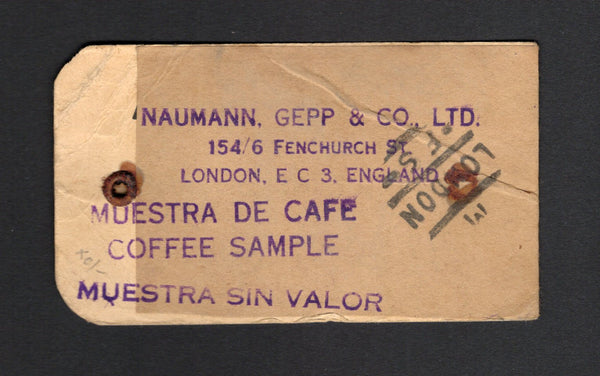 NAUMANN, GEPP & CO., LTD.
154/6 FENCHURCH ST
LONDON, E C 3, ENGLAND
MUESTRA DE CAFE
COFFEE SAMPLE
MUESTRA SIN VALOR
LONDON